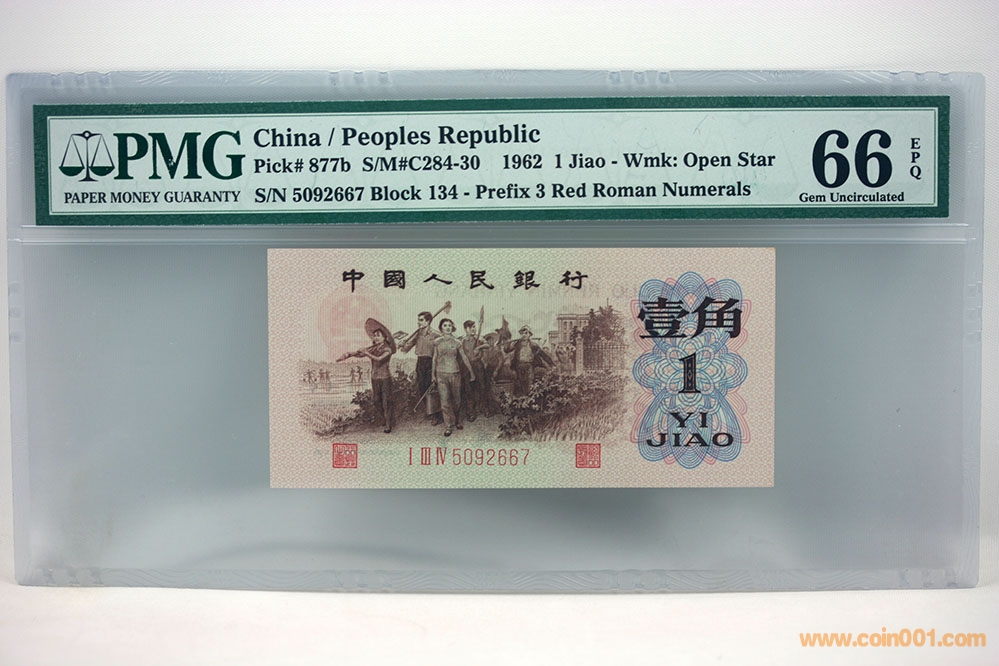 PMG
PAPER MONEY GUARANTY
China / Peoples Republic
Pick# 877b S/M#C284-30 1962 1 Jiao - Wmk: Open Star
S/N 5092667 Block 134 - Prefix 3 Red Roman Numerals
66 EPQ
Gem Uncirculated
中國人民銀行
壹角
1
YI
JIAO
I III IV 5092667
www.coin001.com